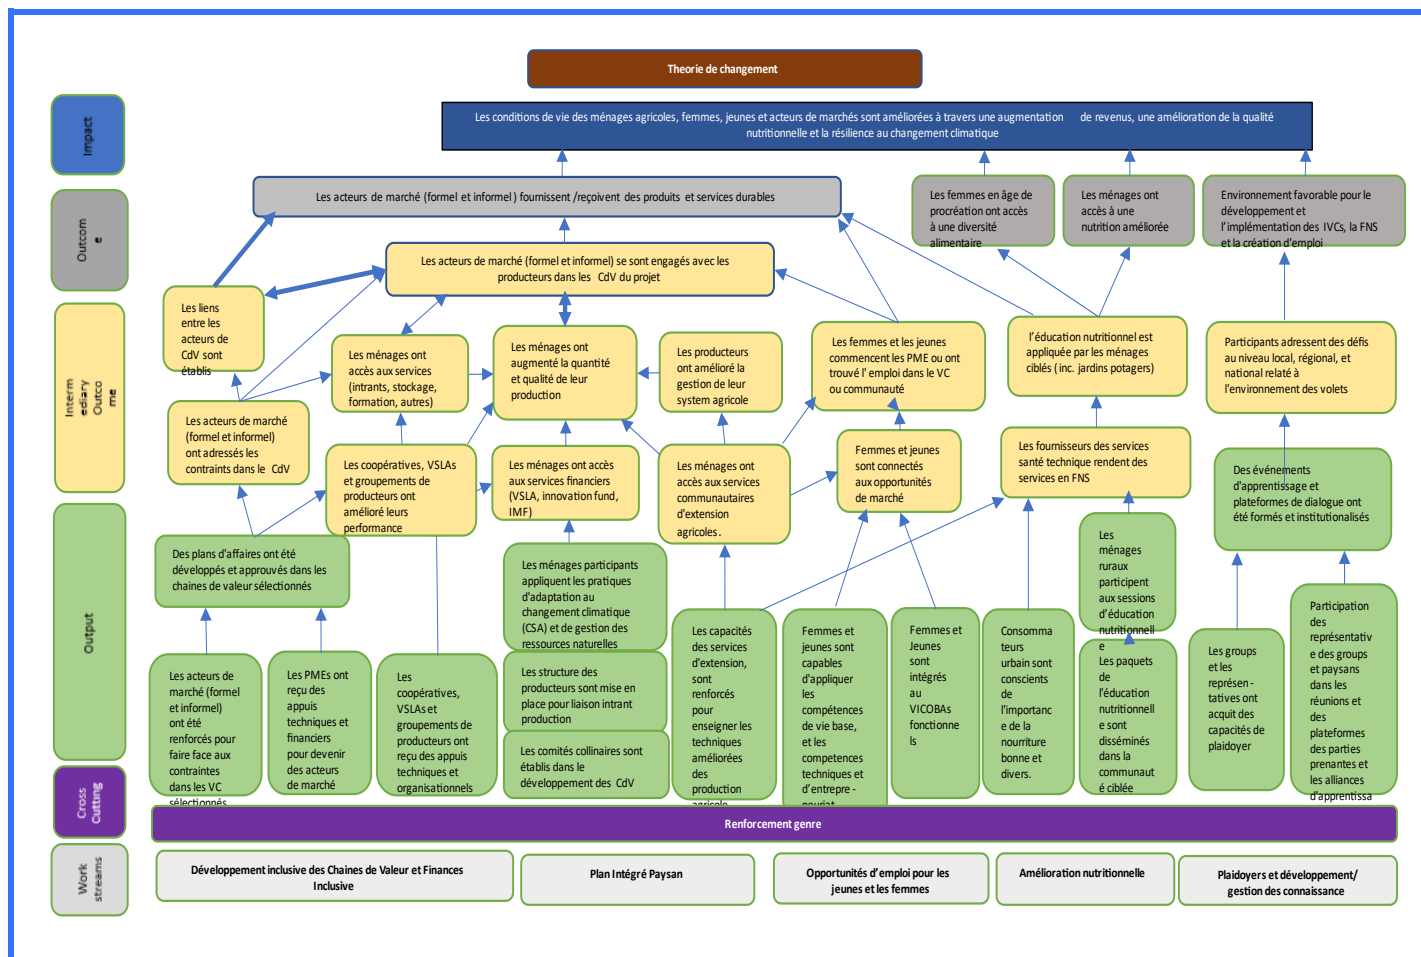 Theorie de changement
Impact
Les conditions de vie des ménages agricoles, femmes, jeunes et acteurs de marchés sont améliorées à travers une augmentation de revenus, une amélioration de la qualité
nutritionnelle et la résilience au changement climatique
Outcom
e
Les acteurs de marché (formel et informel ) fournissent /reçoivent des produits et services durables
Les femmes en âge de
procréation ont accès
à une diversité
alimentaire
Les ménages ont
accès à une
nutrition améliorée
Environnement favorable pour le
développement et
l'implémentation des IVCs, la FNS
et la création d'emploi
Interm
ediary
Outco
me
Les acteurs de marché (formel et informel) se sont engagés avec les
producteurs dans les CdV du projet
Les liens
entre les
acteurs de
CdV sont
établis
Les ménages ont
accès aux services
(intrants, stockage,
formation, autres)
Les ménages ont
augmenté la quantité
et qualité de leur
production
Les producteurs
ont amélioré la
gestion de leur
system agricole
Les femmes et les jeunes
commencent les PME ou ont
trouvé l' emploi dans le VC
ou communauté
l'éducation nutritionnel est
appliquée par les ménages
ciblés ( inc. jardins potagers)
Participants adressent des défis
au niveau local, régional, et
national relaté à
l'environnement des volets
Les acteurs de marché
(formel et informel)
ont adressés les
contraints dans le CdV
Les coopératives, VSLAs
et groupements de
producteurs ont
amélioré leurs
performance
Les ménages ont accès
aux services financiers
(VSLA, innovation fund,
IMF)
Les ménages ont
accès aux services
communautaires
d'extension
agricoles.
Femmes et jeunes
sont connectés
aux opportunités
de marché
Les fournisseurs des services
santé technique rendent des
services en FNS
Des événements
d'apprentissage et
plateformes de dialogue ont
été formés et institutionalisés
Output
Des plans d'affaires ont été
développés et approuvés dans les
chaines de valeur sélectionnés
Les ménages participants
appliquent les pratiques
d'adaptation au
changement climatique
(CSA) et de gestion des
ressources naturelles
Les
ménages
ruraux
participent
aux sessions
d'éducation
nutritionnell
e
Les acteurs de
marché (formel
et informel)
ont été
renforcés pour
faire face aux
contraintes
dans les VC
sélectionnés
Les PMEs ont
reçu des
appuis
techniques et
financiers
pour devenir
des acteurs
de marché
Les
coopératives,
VSLAs et
groupements de
producteurs ont
reçu des appuis
techniques et
organisationnels
Les structure des
producteurs sont mise en
place pour liaison intrant
production
Les comités collinaires sont
établis dans le
développement des CdV
Les capacités
des services
d'extension,
sont
renforcés
pour
enseigner les
techniques
améliorées
des
production
agricole
Femmes et
jeunes sont
capables
d'appliquer
les
compétences
de vie base,
et les
competences
techniques et
d'entrepre -
neuriat
Femmes et
Jeunes
sont
intégrés
au
VICOBAs
fonctionne
ls
Consomma
teurs
urbain sont
conscients
de
l'importanc
e de la
nourriture
bonne et
divers.
Les paquets
de
l'éducation
nutritionnell
e sont
disséminés
dans la
communaut
é ciblée
Les groups
et les
représen -
tatives ont
acquit des
capacités de
plaidoyer
Participation
des
représentativ
e des groups
et paysans
dans les
réunions et
des
plateformes
des parties
prenantes et
les alliances
d'apprentissa
Cross
Cutting
Renforcement genre
Work
streams
Développement inclusive des Chaines de Valeur et Finances
Inclusive
Plan Intégré Paysan
Opportunités d'emploi pour les
jeunes et les femmes
Amélioration nutritionnelle
Plaidoyers et développement/
gestion des connaissance